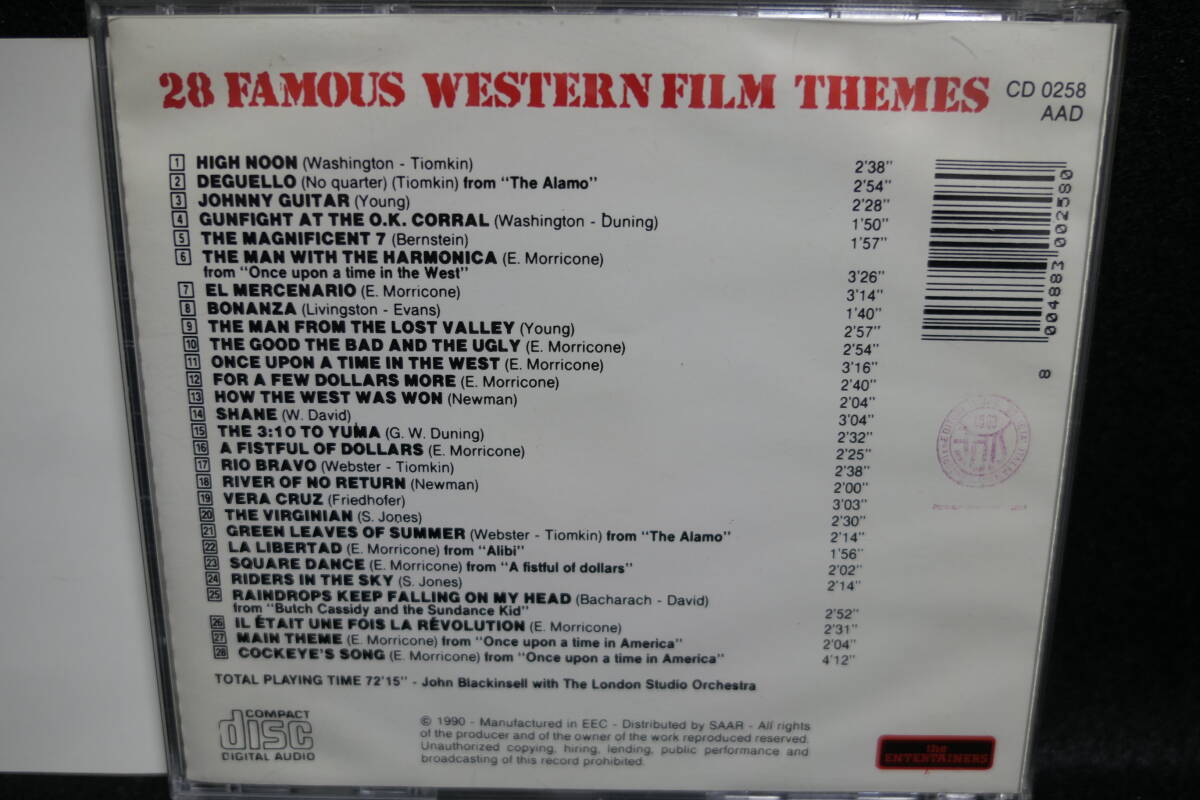 28 FAMOUS WESTERN FILM THEMES
CD 0258
AAD
1 HIGH NOON (Washington - Tiomkin) 2'38"
2 DEGUELLO (No quarter) (Tiomkin) from "The Alamo" 2'54"
3 JOHNNY GUITAR (Young) 2'28"
4 GUNFIGHT AT THE O.K. CORRAL (Washington - Duning) 1'50"
5 THE MAGNIFICENT 7 (Bernstein) 1'57"
6 THE MAN WITH THE HARMONICA (E. Morricone)
from "Once upon a time in the West" 3'26"
7 EL MERCENARIO (E. Morricone) 3'14"
8 BONANZA (Livingston - Evans) 1'40"
9 THE MAN FROM THE LOST VALLEY (Young) 2'57"
10 THE GOOD THE BAD AND THE UGLY (E. Morricone) 2'54"
11 ONCE UPON A TIME IN THE WEST (E. Morricone) 3'16"
12 FOR A FEW DOLLARS MORE (E. Morricone) 2'40"
13 HOW THE WEST WAS WON (Newman) 2'04"
14 SHANE (W. David) 3'04"
15 THE 3:10 TO YUMA (G. W. Duning) 2'32"
16 A FISTFUL OF DOLLARS (E. Morricone) 2'25"
17 RIO BRAVO (Webster - Tiomkin) 2'38"
18 RIVER OF NO RETURN (Newman) 2'00"
19 VERA CRUZ (Friedhofer) 3'03"
20 THE VIRGINIAN (S. Jones) 2'30"
21 GREEN LEAVES OF SUMMER (Webster - Tiomkin) from "The Alamo" 2'14"
22 LA LIBERTAD (E. Morricone) from "Alibi" 1'56"
23 SQUARE DANCE (E. Morricone) from "A fistful of dollars" 2'02"
24 RIDERS IN THE SKY (S. Jones) 2'14"
25 RAINDROPS KEEP FALLING ON MY HEAD (Bacharach - David)
from "Butch Cassidy and the Sundance Kid" 2'52"
26 IL ÉTAIT UNE FOIS LA RÉVOLUTION (E. Morricone) 2'31"
27 MAIN THEME (E. Morricone) from "Once upon a time in America" 2'04"
28 COCKEYE'S SONG (E. Morricone) from "Once upon a time in America" 4'12"
TOTAL PLAYING TIME 72'15" - John Blackinsell with The London Studio Orchestra
8 004883 002580
COMPACT
disc
DIGITAL AUDIO
© 1990 - Manufactured in EEC - Distributed by SAAR - All rights
of the producer and of the owner of the work reproduced reserved.
Unauthorized copying, hiring, lending, public performance and
broadcasting of this record prohibited.
the
ENTERTAINERS